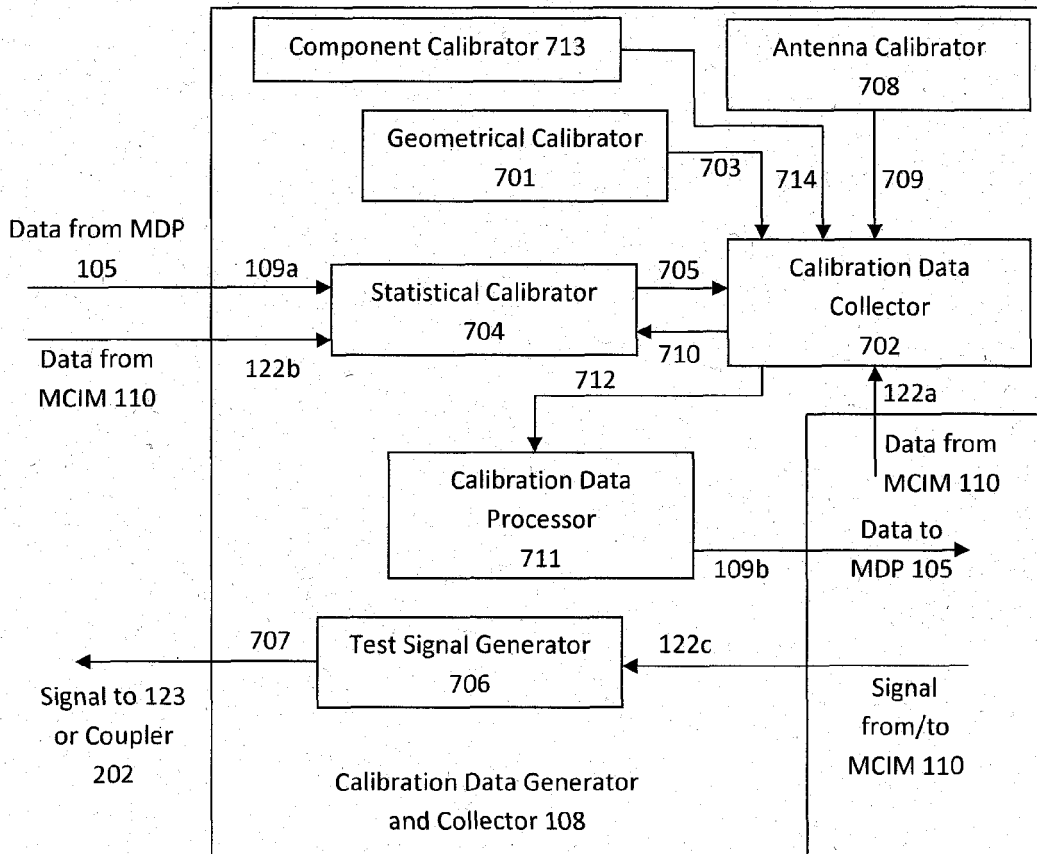 Component Calibrator 713
Antenna Calibrator
708
Geometrical Calibrator
701
703
714
709
Data from MDP
105
109a
Statistical Calibrator
704
705
Calibration Data
Collector
702
Data from
MCIM 110
122b
710
712
122a
Data from
MCIM 110
Calibration Data
Processor
711
109b
Data to
MDP 105
707
Test Signal Generator
706
122c
Signal to 123
or Coupler
202
Signal
from/to
MCIM 110
Calibration Data Generator
and Collector 108